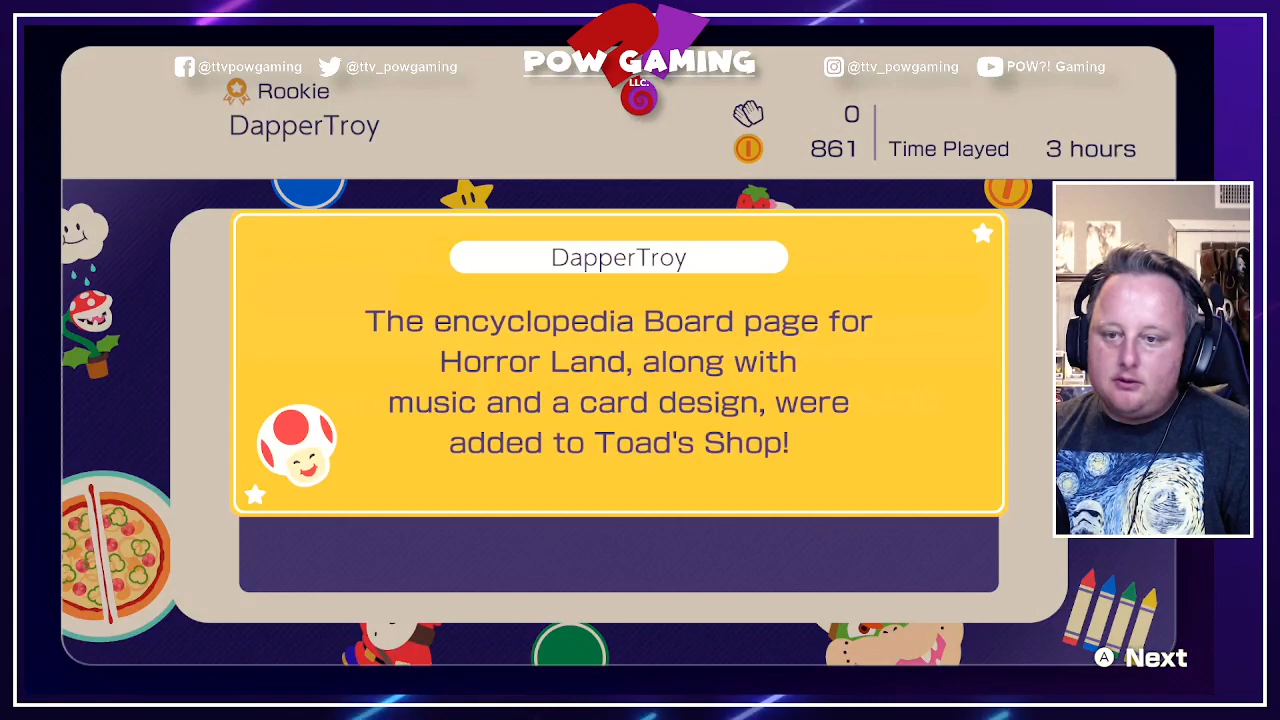 @ttvpowgaming
@ttv_powgaming
POW GAMING
LLC.
@ttv_powgaming
POW?! Gaming
Rookie
DapperTroy
0
861
Time Played
3 hours
DapperTroy
The encyclopedia Board page for
Horror Land, along with
music and a card design, were
added to Toad's Shop!
A Next